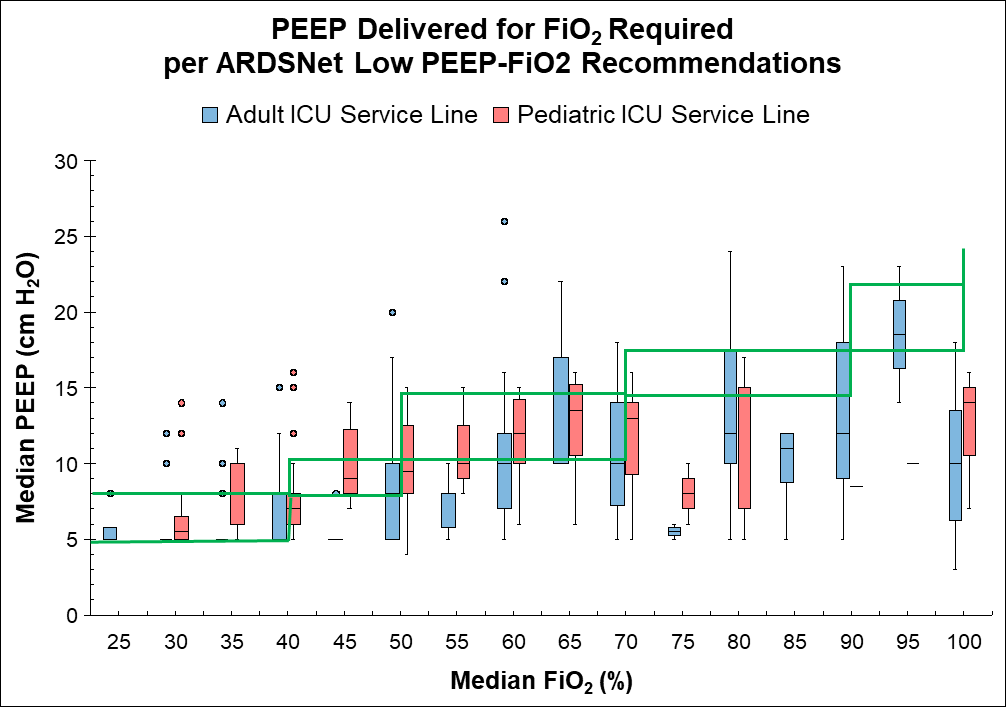 PEEP Delivered for FiO₂ Required
per ARDSNet Low PEEP-FiO2 Recommendations
Adult ICU Service Line Pediatric ICU Service Line
30
25
20
15
10
5
0
Median PEEP (cm H₂O)
25 30 35 40 45 50 55 60 65 70 75 80 85 90 95 100
Median FiO₂ (%)